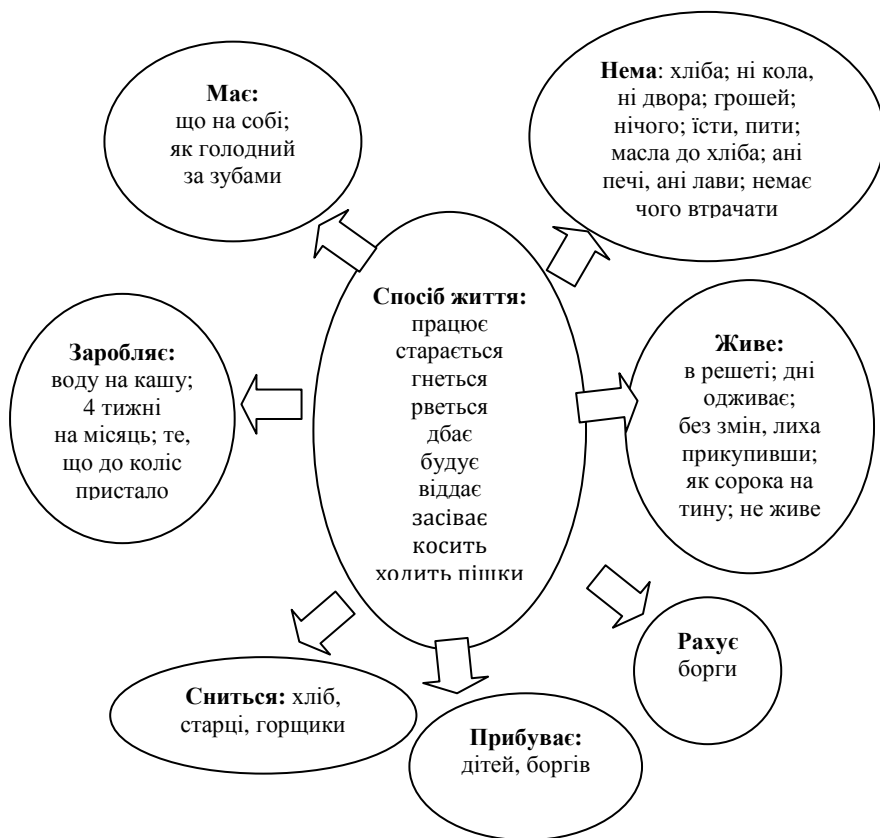 Має:
що на собі;
як голодний
за зубами
Нема: хліба; ні кола,
ні двора; грошей;
нічого; їсти, пити;
масла до хліба; ані
печі, ані лави; немає
чого втрачати
Спосіб життя:
працює
старається
гнеться
рветься
дбає
будує
віддає
засіває
косить
ходить пішки
Заробляє:
воду на кашу;
4 тижні
на місяць; те,
що до коліс
пристало
Живе:
в решеті; дні
одживає;
без змін, лиха
прикупивши;
як сорока на
тину; не живе
Сниться: хліб,
старці, горщики
Прибуває:
дітей, боргів
Рахує
борги